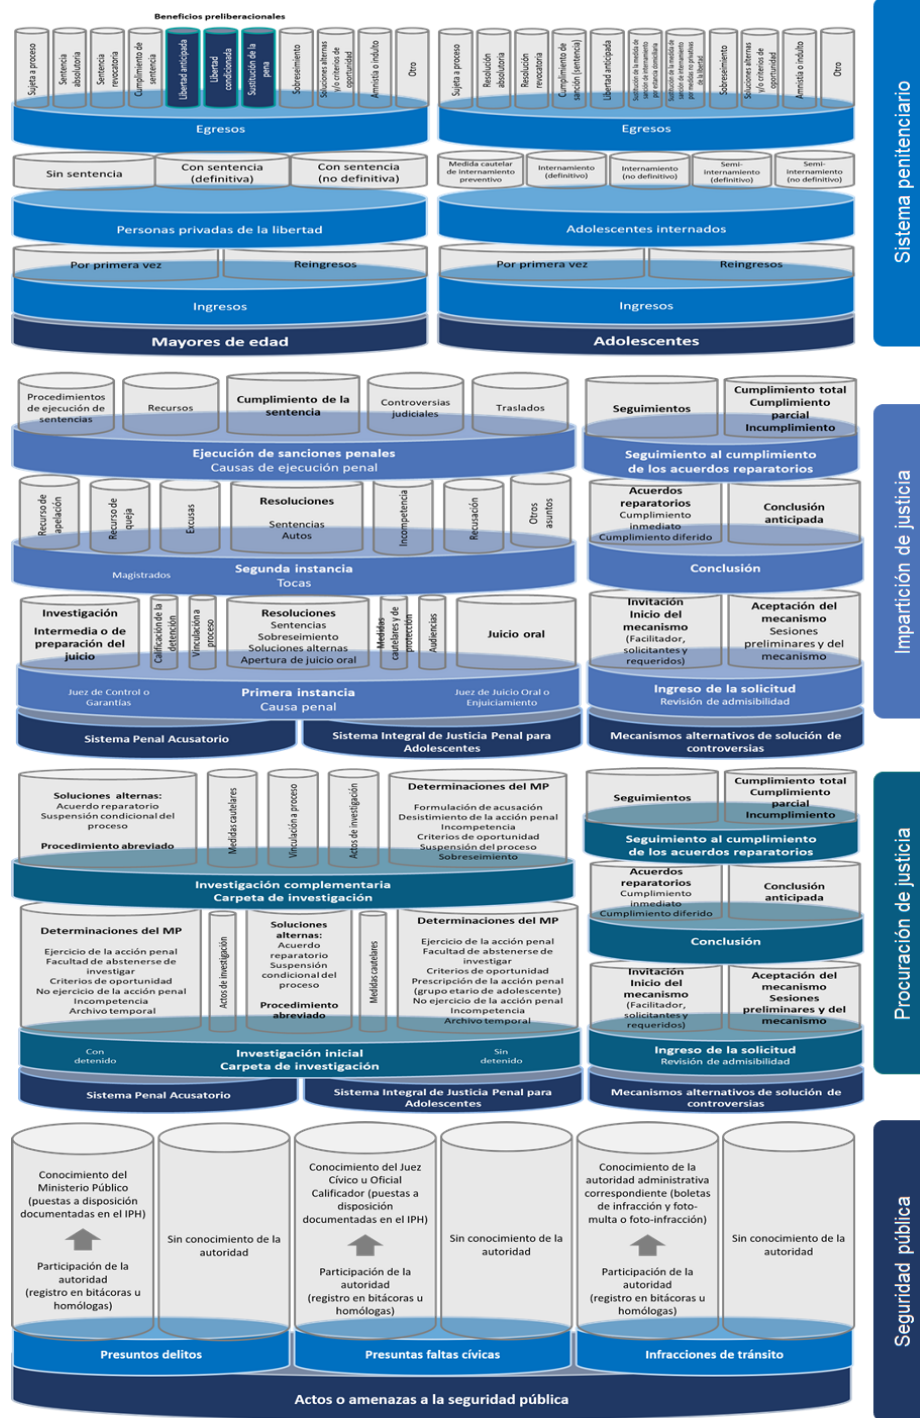 Beneficios preliberacionales
Sujeta a proceso
Sentencia
absolutoria
Sentencia
revocatoria
Cumplimiento de
sentencia
Libertad anticipada
Libertad
condicionada
Sustitución de la
pena
Sobreseimiento
Soluciones alternas
y/o criterios de
oportunidad
Amnistía o indulto
Otro
Egresos
Sin sentencia
Con sentencia
(definitiva)
Con sentencia
(no definitiva)
Personas privadas de la libertad
Por primera vez
Reingresos
Ingresos
Mayores de edad
Sujeta a proceso
Resolución
absolutoria
Resolución
revocatoria
Cumplimiento de
sanción (sentencia)
Libertad anticipada
Sustitución de la medida de
sanción de internamiento
por estancia domiciliaria
Sustitución de la medida de
sanción de internamiento
por medidas no privativas
de la libertad
Sobreseimiento
Soluciones alternas
y/o criterios de
oportunidad
Amnistía o indulto
Otro
Egresos
Medida cautelar
de internamiento
preventivo
Internamiento
(definitivo)
Internamiento
(no definitivo)
Semi-
internamiento
(definitivo)
Semi-
internamiento
(no definitivo)
Adolescentes internados
Por primera vez
Reingresos
Ingresos
Adolescentes
Sistema penitenciario
Procedimientos
de ejecución de
sentencias
Recursos
Cumplimiento de la
sentencia
Controversias
judiciales
Traslados
Ejecución de sanciones penales
Causas de ejecución penal
Recurso de
apelación
Recurso de
queja
Excusas
Resoluciones
Sentencias
Autos
Incompetencia
Recusación
Otros
asuntos
Magistrados
Segunda instancia
Tocas
Investigación
Intermedia o de
preparación del
juicio
Calificación de la
detención
Vinculación a
proceso
Resoluciones
Sentencias
Sobreseimiento
Soluciones alternas
Apertura de juicio oral
Medidas
cautelares y de
protección
Audiencias
Juicio oral
Juez de Control o
Garantías
Primera instancia
Causa penal
Juez de Juicio Oral o
Enjuiciamiento
Sistema Penal Acusatorio
Sistema Integral de Justicia Penal para
Adolescentes
Seguimientos
Cumplimiento total
Cumplimiento
parcial
Incumplimiento
Seguimiento al cumplimiento
de los acuerdos reparatorios
Acuerdos
reparatorios
Cumplimiento
inmediato
Cumplimiento diferido
Conclusión
anticipada
Conclusión
Invitación
Inicio del
mecanismo
(Facilitador,
solicitantes y
requeridos)
Aceptación del
mecanismo
Sesiones
preliminares y del
mecanismo
Ingreso de la solicitud
Revisión de admisibilidad
Mecanismos alternativos de solución de
controversias
Impartición de justicia
Soluciones alternas:
Acuerdo reparatorio
Suspensión condicional del
proceso
Procedimiento abreviado
Medidas cautelares
Vinculación a proceso
Actos de investigación
Determinaciones del MP
Formulación de acusación
Desistimiento de la acción penal
Incompetencia
Criterios de oportunidad
Suspensión del proceso
Sobreseimiento
Investigación complementaria
Carpeta de investigación
Determinaciones del MP
Ejercicio de la acción penal
Facultad de abstenerse de
investigar
Criterios de oportunidad
No ejercicio de la acción penal
Incompetencia
Archivo temporal
Actos de investigación
Soluciones
alternas:
Acuerdo
reparatorio
Suspensión
condicional del
proceso
Procedimiento
abreviado
Medidas cautelares
Determinaciones del MP
Ejercicio de la acción penal
Facultad de abstenerse de
investigar
Criterios de oportunidad
Prescripción de la acción penal
(grupo etario de adolescente)
No ejercicio de la acción penal
Incompetencia
Archivo temporal
Con
detenido
Investigación inicial
Carpeta de investigación
Sin
detenido
Sistema Penal Acusatorio
Sistema Integral de Justicia Penal para
Adolescentes
Seguimientos
Cumplimiento total
Cumplimiento
parcial
Incumplimiento
Seguimiento al cumplimiento
de los acuerdos reparatorios
Acuerdos
reparatorios
Cumplimiento
inmediato
Cumplimiento diferido
Conclusión
anticipada
Conclusión
Invitación
Inicio del
mecanismo
(Facilitador,
solicitantes y
requeridos)
Aceptación del
mecanismo
Sesiones
preliminares y del
mecanismo
Ingreso de la solicitud
Revisión de admisibilidad
Mecanismos alternativos de solución de
controversias
Procuración de justicia
Conocimiento del
Ministerio Público
(puestas a disposición
documentadas en el IPH)
Participación de la
autoridad
(registro en bitácoras u
homólogas)
Sin conocimiento de la
autoridad
Conocimiento del Juez
Cívico u Oficial
Calificador (puestas a
disposición
documentadas en el IPH)
Participación de la
autoridad
(registro en bitácoras u
homólogas)
Sin conocimiento de la
autoridad
Conocimiento de la
autoridad administrativa
correspondiente (boletas
de infracción y foto-
multa o foto-infracción)
Participación de la
autoridad
(registro en bitácoras u
homólogas)
Sin conocimiento de la
autoridad
Presuntos delitos
Presuntas faltas cívicas
Infracciones de tránsito
Actos o amenazas a la seguridad pública
Seguridad pública